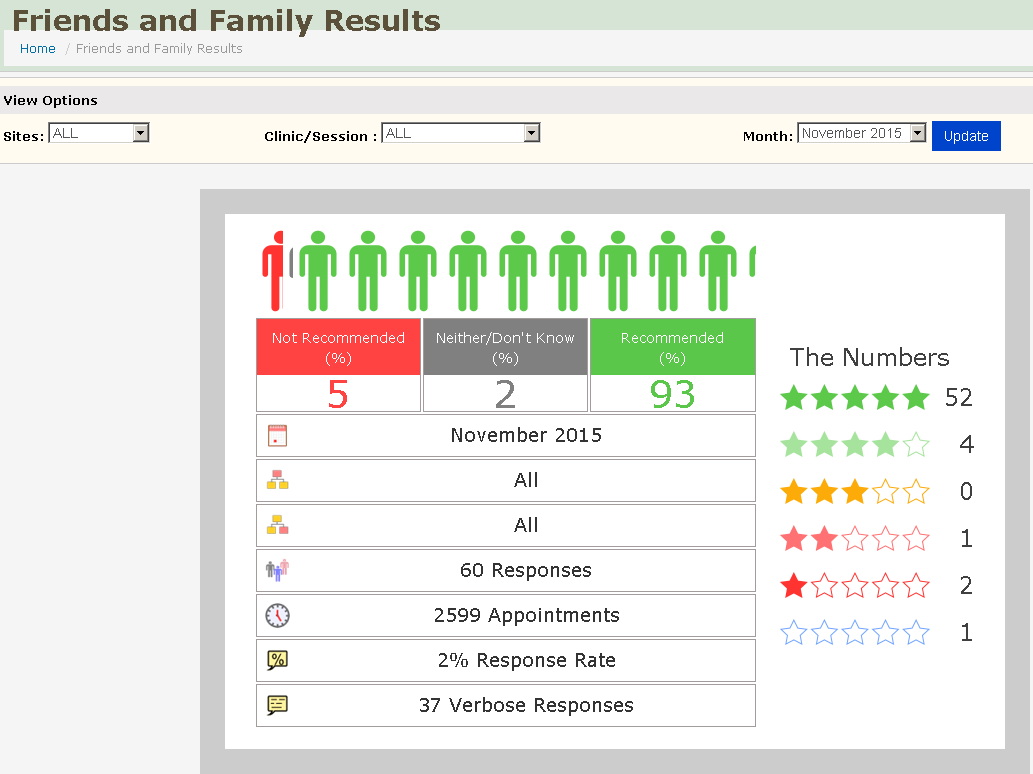 Friends and Family Results
Home / Friends and Family Results
View Options
Sites: ALL Clinic/Session : ALL Month: November 2015 Update
Not Recommended (%)
5
Neither/Don't Know (%)
2
Recommended (%)
93
November 2015
All
All
60 Responses
2599 Appointments
2% Response Rate
37 Verbose Responses
The Numbers
52
4
0
1
2
1